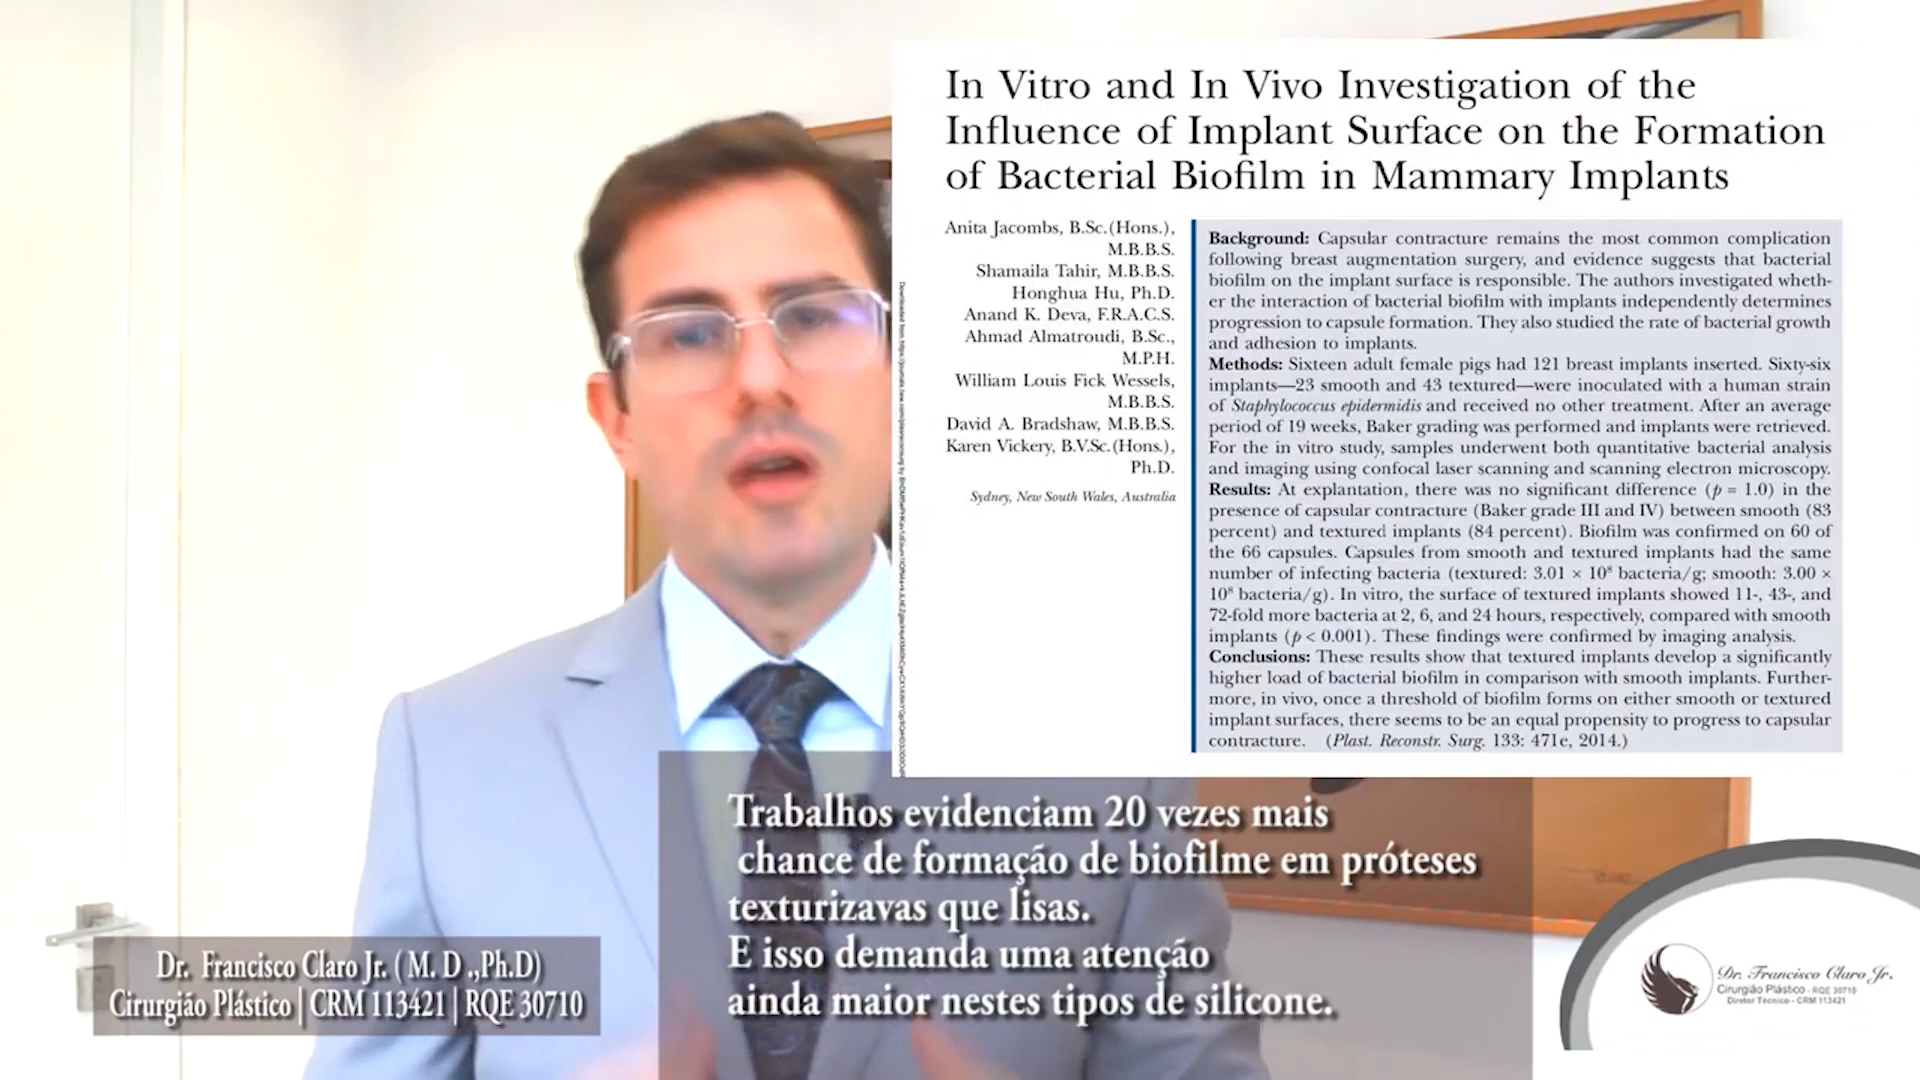 In Vitro and In Vivo Investigation of the
Influence of Implant Surface on the Formation
of Bacterial Biofilm in Mammary Implants
Anita Jacombs, B.Sc.(Hons.),
M.B.B.S.
Shamaila Tahir, M.B.B.S.
Honghua Hu, Ph.D.
Anand K. Deva, F.R.A.C.S.
Ahmad Almatroudi, B.Sc.,
M.P.H.
William Louis Fick Wessels,
M.B.B.S.
David A. Bradshaw, M.B.B.S.
Karen Vickery, B.V.Sc.(Hons.),
Ph.D.
Sydney, New South Wales, Australia
Background: Capsular contracture remains the most common complication
following breast augmentation surgery, and evidence suggests that bacterial
biofilm on the implant surface is responsible. The authors investigated wheth-
er the interaction of bacterial biofilm with implants independently determines
progression to capsule formation. They also studied the rate of bacterial growth
and adhesion to implants.
Methods: Sixteen adult female pigs had 121 breast implants inserted. Sixty-six
implants—23 smooth and 43 textured—were inoculated with a human strain
of Staphylococcus epidermidis and received no other treatment. After an average
period of 19 weeks, Baker grading was performed and implants were retrieved.
For the in vitro study, samples underwent both quantitative bacterial analysis
and imaging using confocal laser scanning and scanning electron microscopy.
Results: At explantation, there was no significant difference (p = 1.0) in the
presence of capsular contracture (Baker grade III and IV) between smooth (83
percent) and textured implants (84 percent). Biofilm was confirmed on 60 of
the 66 capsules. Capsules from smooth and textured implants had the same
number of infecting bacteria (textured: 3.01 × 10⁸ bacteria/g; smooth: 3.00 ×
10⁸ bacteria/g). In vitro, the surface of textured implants showed 11-, 43-, and
72-fold more bacteria at 2, 6, and 24 hours, respectively, compared with smooth
implants (p < 0.001). These findings were confirmed by imaging analysis.
Conclusions: These results show that textured implants develop a significantly
higher load of bacterial biofilm in comparison with smooth implants. Further-
more, in vivo, once a threshold of biofilm forms on either smooth or textured
implant surfaces, there seems to be an equal propensity to progress to capsular
contracture. (Plast. Reconstr. Surg. 133: 471e, 2014.)
Trabalhos evidenciam 20 vezes mais
chance de formação de biofilme em próteses
texturizavas que lisas.
E isso demanda uma atenção
ainda maior nestes tipos de silicone.
Dr. Francisco Claro Jr. ( M. D .,Ph.D)
Cirurgião Plástico | CRM 113421 | RQE 30710
Dr. Francisco Claro Jr.
Cirurgião Plástico - RQE 30710
Diretor Técnico - CRM 113421